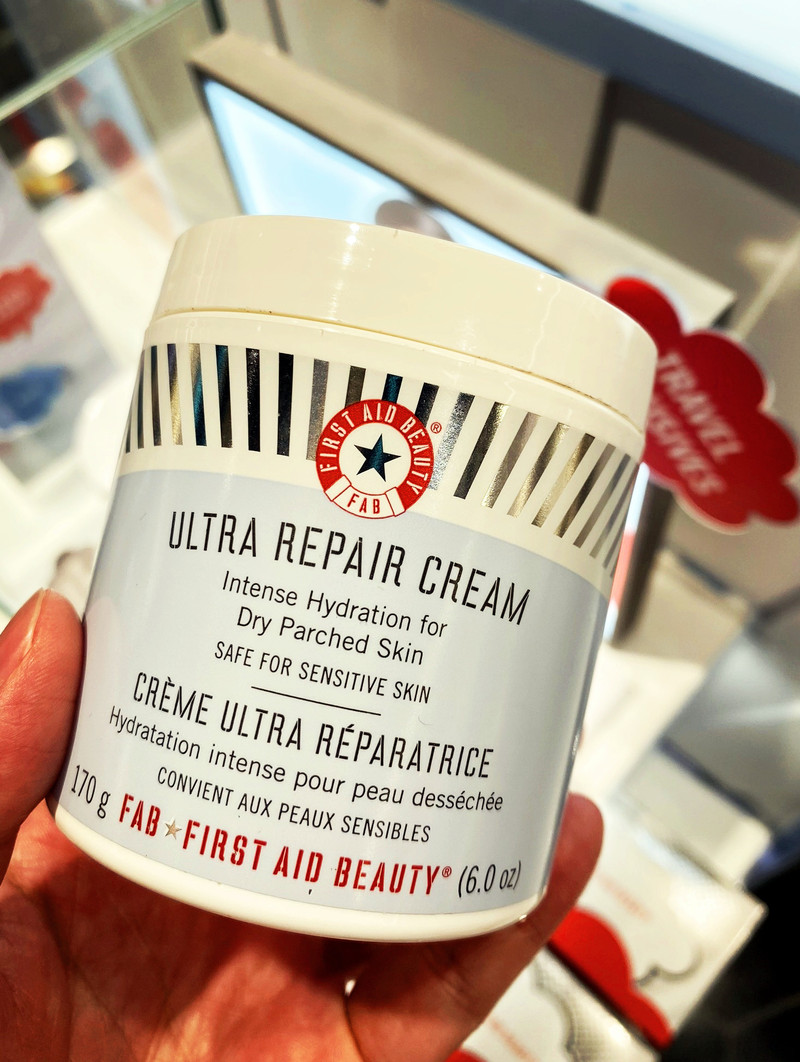 FIRST AID BEAUTY®
FAB
ULTRA REPAIR CREAM
Intense Hydration for
Dry Parched Skin
SAFE FOR SENSITIVE SKIN
CRÈME ULTRA RÉPARATRICE
Hydratation intense pour peau desséchée
CONVIENT AUX PEAUX SENSIBLES
170 g FAB★FIRST AID BEAUTY® (6.0 oz)
TRAVEL